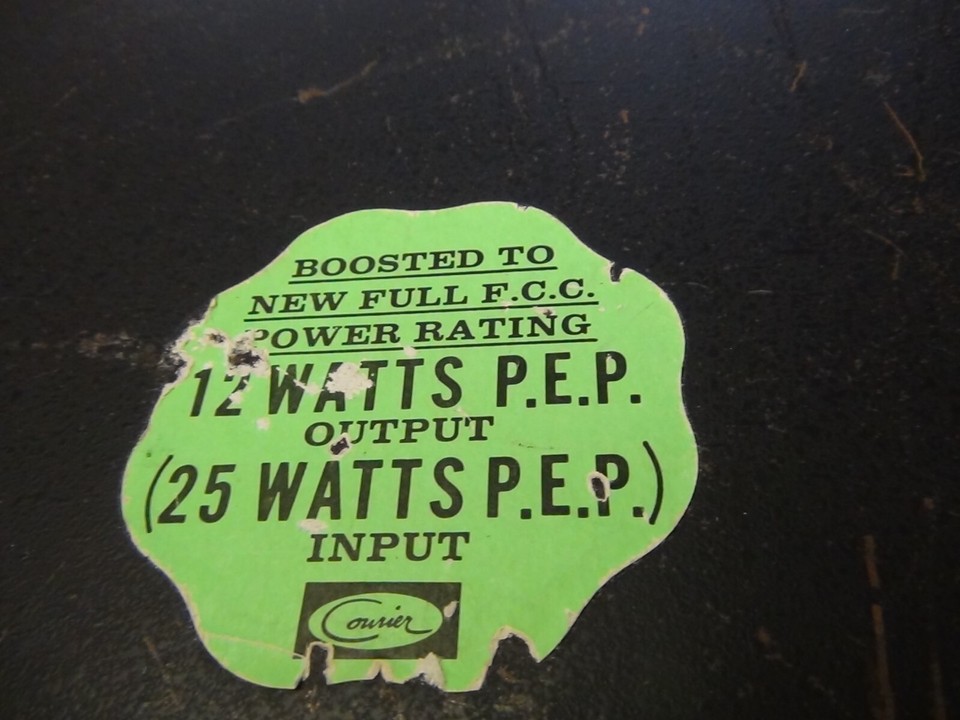 BOOSTED TO
NEW FULL F.C.C.
POWER RATING
12 WATTS P.E.P.
OUTPUT
(25 WATTS P.E.P.)
INPUT
Courier